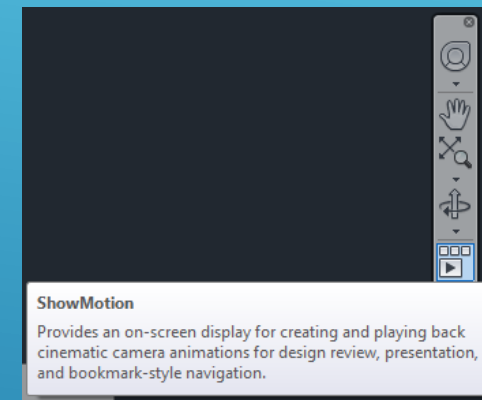 ShowMotion
Provides an on-screen display for creating and playing back
cinematic camera animations for design review, presentation,
and bookmark-style navigation.